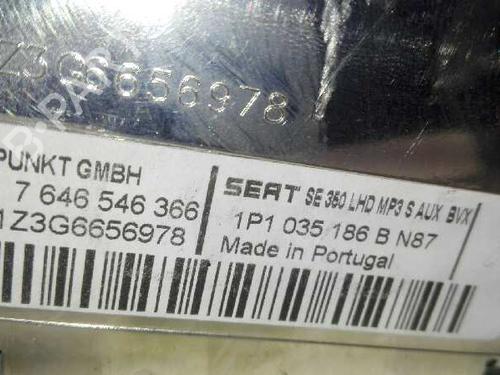 Z3G6656978
PUNKT GMBH
7 646 546 366
1Z3G6656978
SEAT SE 350 LHD MP3 S AUX BVX
1P1 035 186 B N87
Made in Portugal